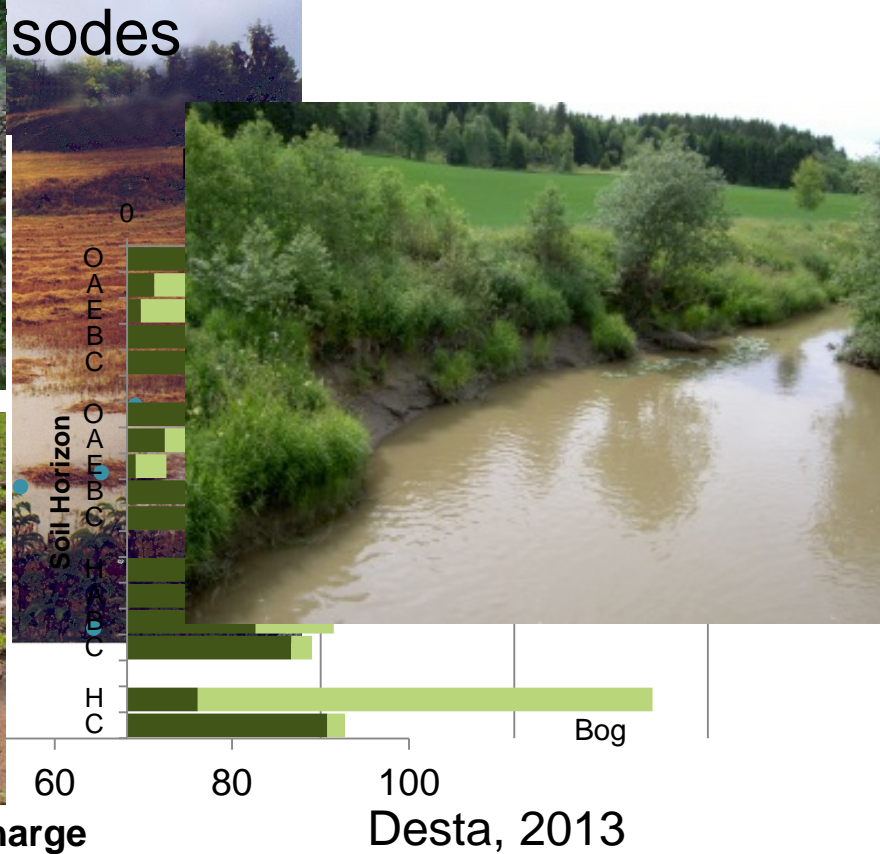 sodes
0
O
A
E
B
C
O
A
E
B
C
Soil Horizon
H
A
B
C
H
C
Bog
60 80 100
harge
Desta, 2013